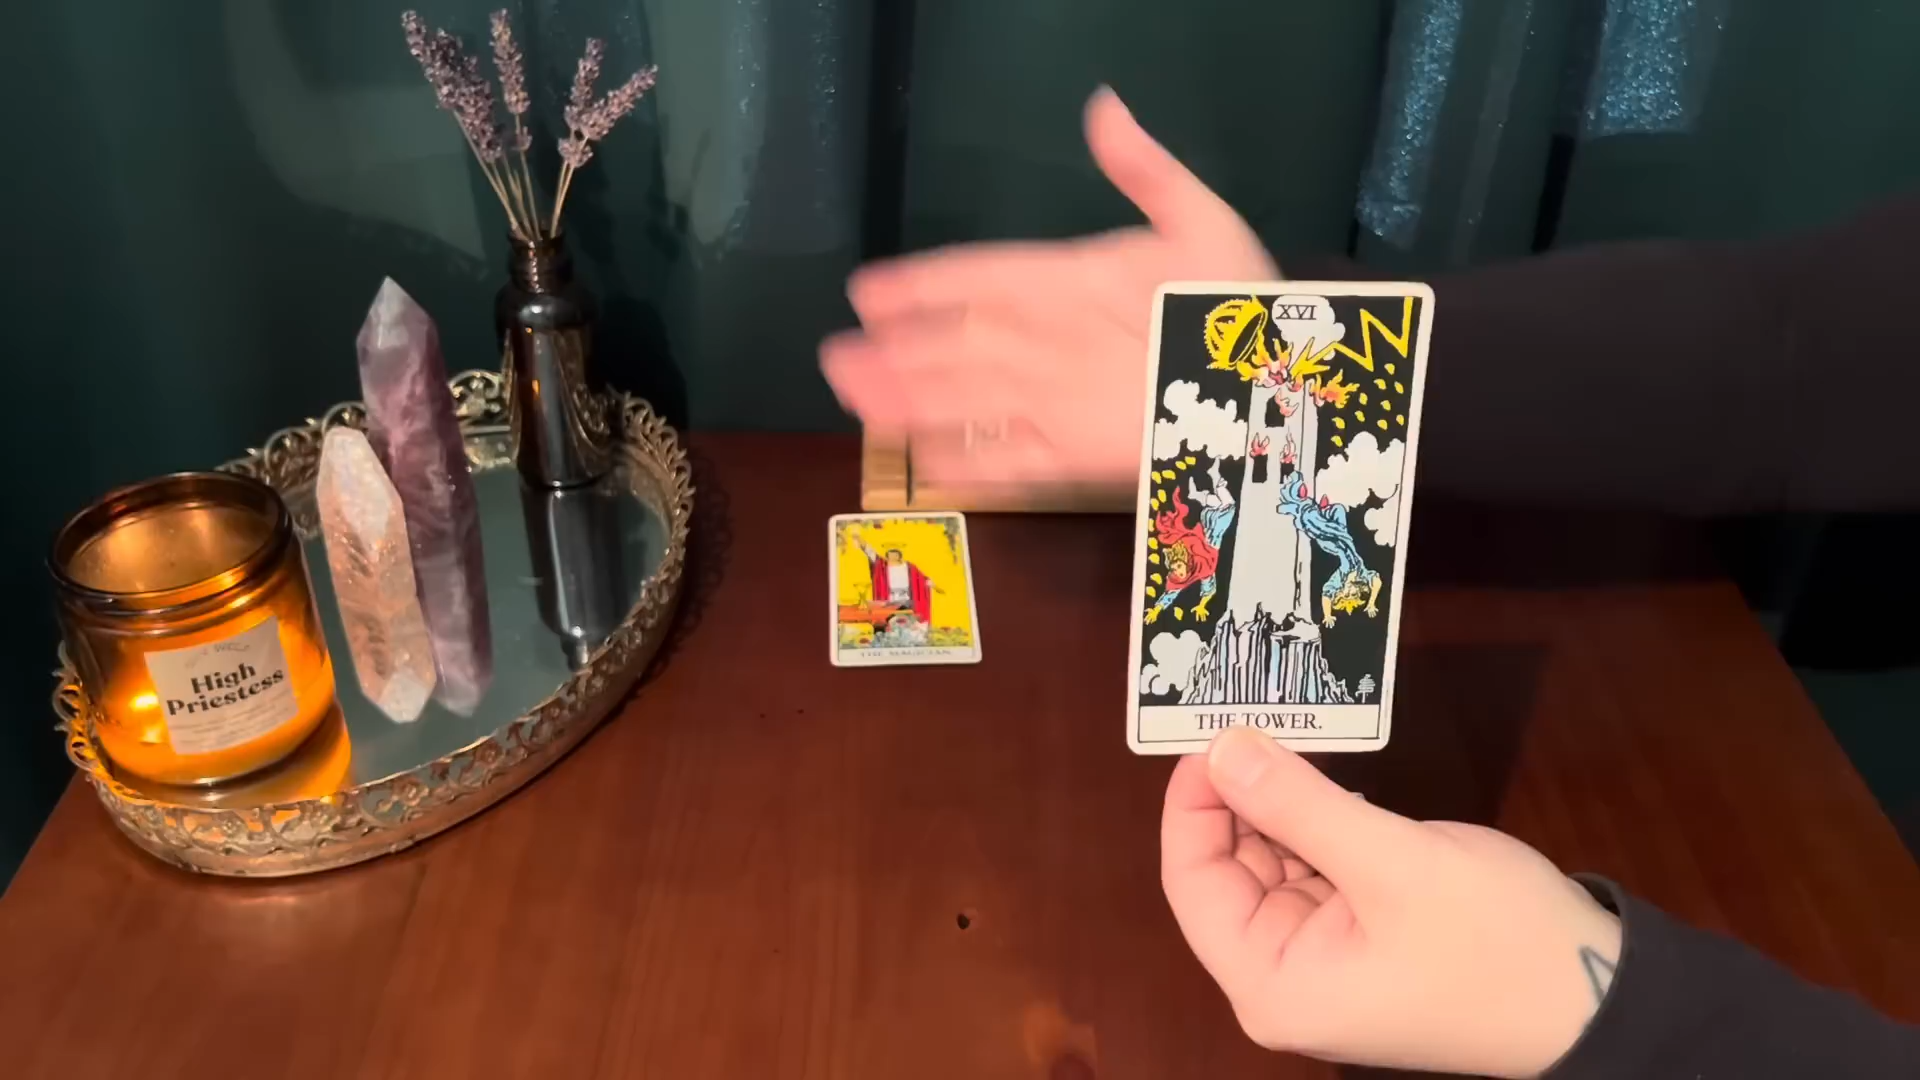 High
Priestess
XVI
THE TOWER.
THE MAGICIAN.